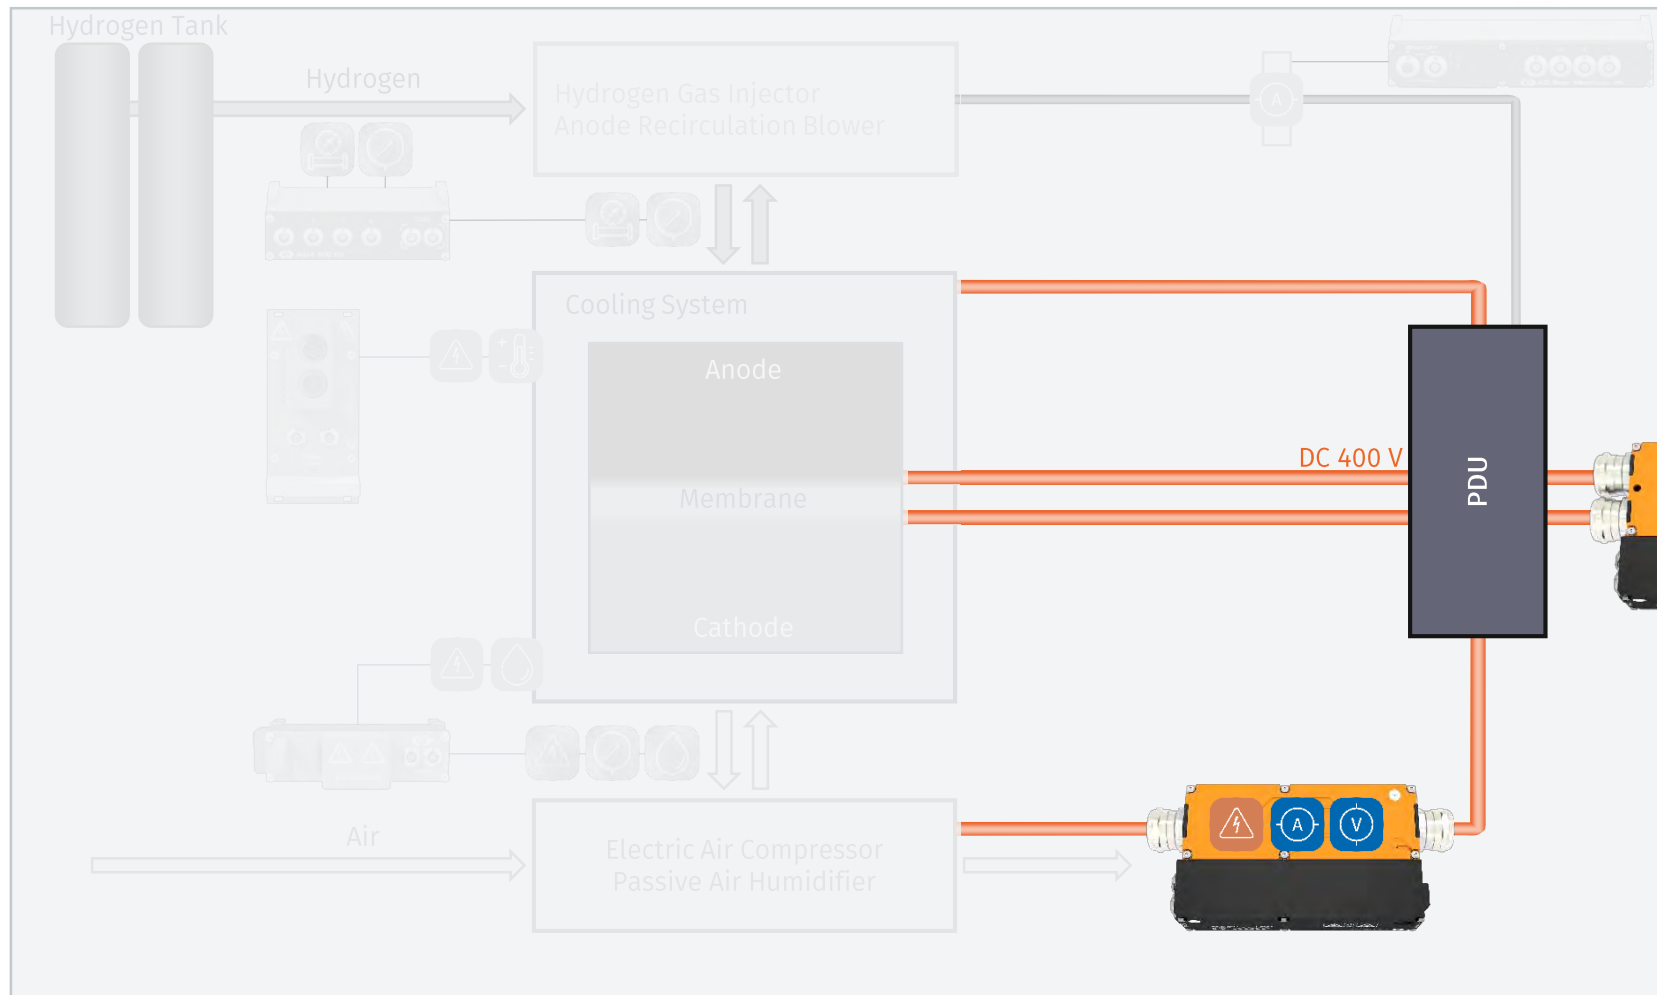 Hydrogen Tank
Hydrogen
Hydrogen Gas Injector
Anode Recirculation Blower
A
Cooling System
Anode
DC 400 V
Membrane
PDU
Cathode
Air
Electric Air Compressor
Passive Air Humidifier
A
V